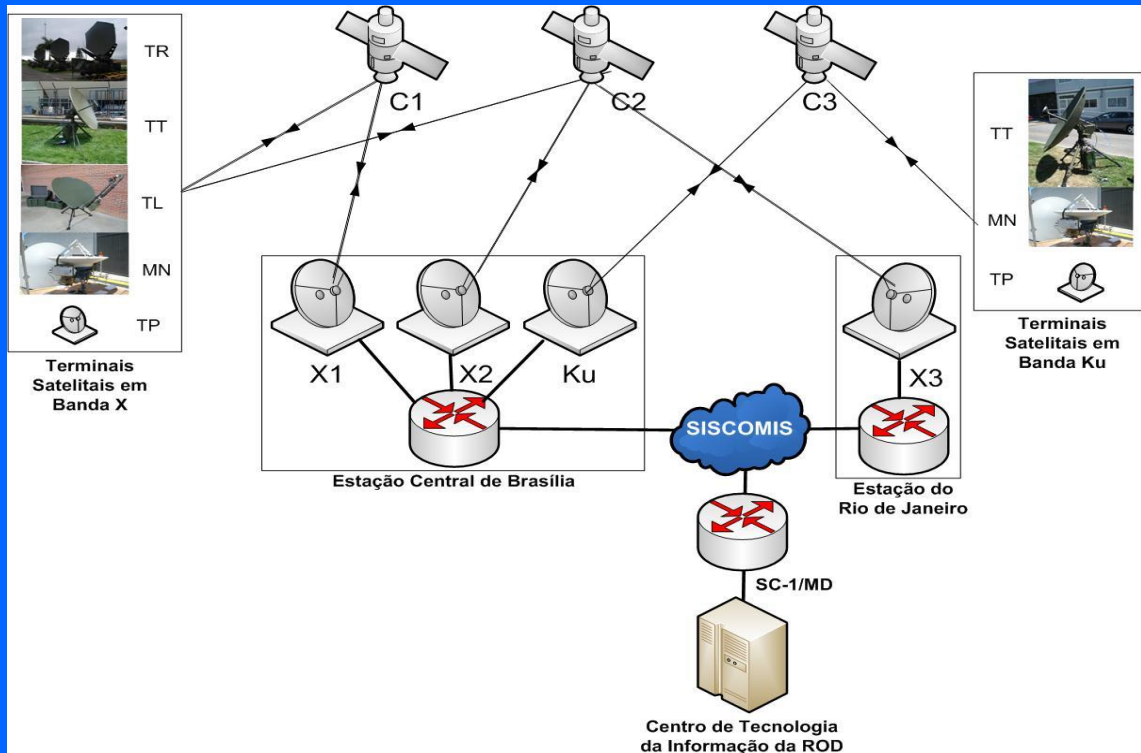 TR
TT
TL
MN
TP
Terminais
Satelitais em
Banda X
C1
C2
C3
TT
MN
TP
Terminais
Satelitais em
Banda Ku
X1
X2
Ku
Estação Central de Brasília
X3
Estação do
Rio de Janeiro
SISCOMIS
SC-1/MD
Centro de Tecnologia
da Informação da ROD